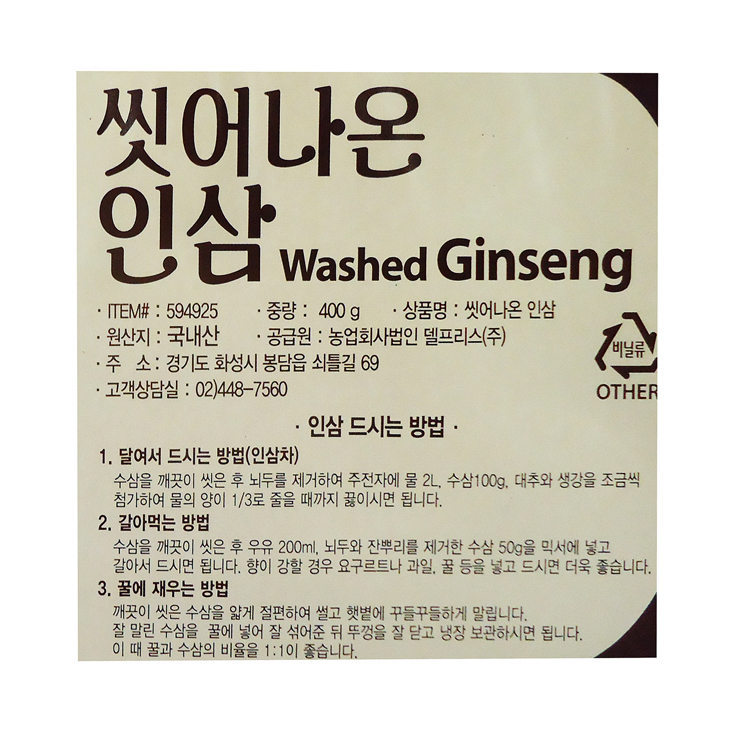 씻어나온
인삼 Washed Ginseng
· ITEM# : 594925 · 중량 : 400 g · 상품명 : 씻어나온 인삼
· 원산지 : 국내산 · 공급원 : 농업회사법인 델프리스(주)
· 주 소 : 경기도 화성시 봉담읍 쇠틀길 69
· 고객상담실 : 02)448-7560
비닐류
OTHER
· 인삼 드시는 방법 ·
1. 달여서 드시는 방법(인삼차)
수삼을 깨끗이 씻은 후 뇌두를 제거하여 주전자에 물 2L, 수삼100g, 대추와 생강을 조금씩
첨가하여 물의 양이 1/3로 줄을 때까지 끓이시면 됩니다.
2. 갈아먹는 방법
수삼을 깨끗이 씻은 후 우유 200ml, 뇌두와 잔뿌리를 제거한 수삼 50g을 믹서에 넣고
갈아서 드시면 됩니다. 향이 강할 경우 요구르트나 과일, 꿀 등을 넣고 드시면 더욱 좋습니다.
3. 꿀에 재우는 방법
깨끗이 씻은 수삼을 얇게 절편하여 썰고 햇볕에 꾸들꾸들하게 말립니다.
잘 말린 수삼을 꿀에 넣어 잘 섞어준 뒤 뚜껑을 잘 닫고 냉장 보관하시면 됩니다.
이 때 꿀과 수삼의 비율을 1:1이 좋습니다.